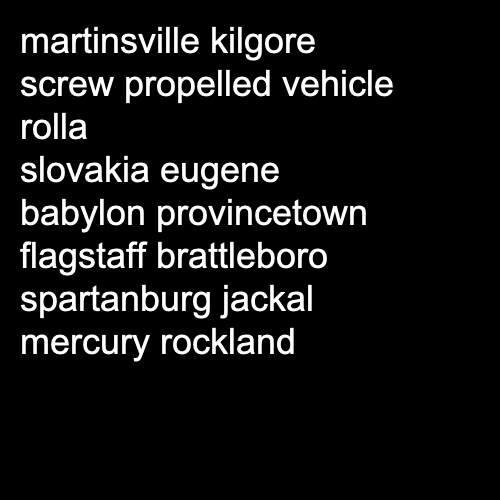 martinsville kilgore
screw propelled vehicle
rolla
slovakia eugene
babylon provincetown
flagstaff brattleboro
spartanburg jackal
mercury rockland